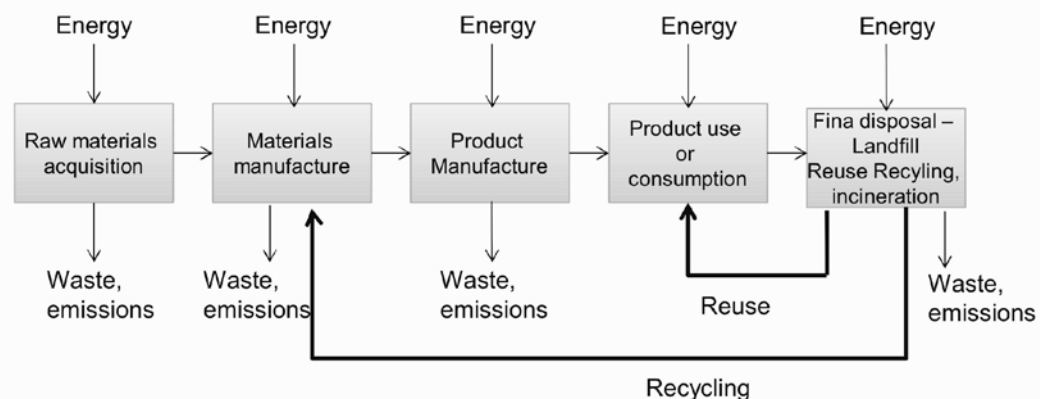 Energy
Energy
Energy
Energy
Energy
Raw materials
acquisition
Materials
manufacture
Product
Manufacture
Product use
or
consumption
Fina disposal –
Landfill
Reuse Recyling,
incineration
Waste,
emissions
Waste,
emissions
Waste,
emissions
Reuse
Waste,
emissions
Recycling